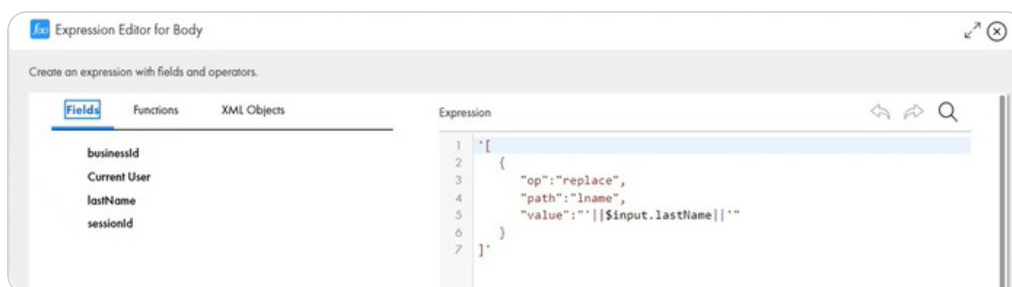 foo Expression Editor for Body
Create an expression with fields and operators.
Fields Functions XML Objects
businessId
Current User
lastName
sessionId
Expression
1 '[
2 {
3 "op":"replace",
4 "path":"lname",
5 "value":"'||$input.lastName||'"
6 }
7 ]'